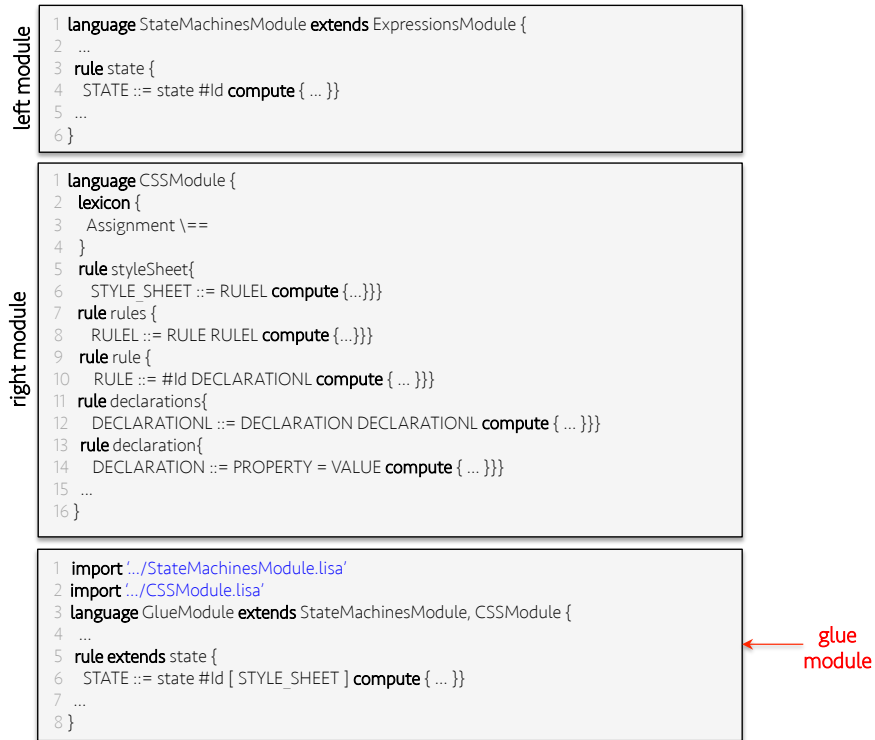 left module
1 language StateMachinesModule extends ExpressionsModule {
2 ...
3 rule state {
4 STATE ::= state #Id compute { ... }}
5 ...
6 }
right module
1 language CSSModule {
2 lexicon {
3 Assignment \==
4 }
5 rule styleSheet{
6 STYLE_SHEET ::= RULEL compute {...}}}
7 rule rules {
8 RULEL ::= RULE RULEL compute {...}}}
9 rule rule {
10 RULE ::= #Id DECLARATIONL compute { ... }}}
11 rule declarations{
12 DECLARATIONL ::= DECLARATION DECLARATIONL compute { ... }}}
13 rule declaration{
14 DECLARATION ::= PROPERTY = VALUE compute { ... }}}
15 ...
16 }
1 import '.../StateMachinesModule.lisa'
2 import '.../CSSModule.lisa'
3 language GlueModule extends StateMachinesModule, CSSModule {
4 ...
5 rule extends state {
6 STATE ::= state #Id [ STYLE_SHEET ] compute { ... }}
7 ...
8 }
glue
module